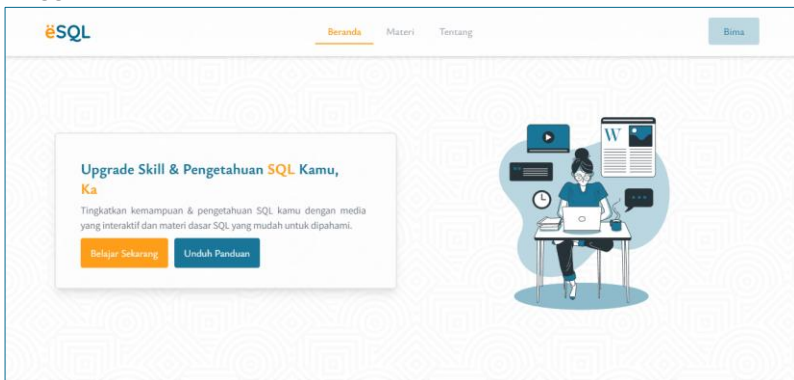 ëSQL
Beranda Materi Tentang
Bima
Upgrade Skill & Pengetahuan SQL Kamu,
Ka
Tingkatkan kemampuan & pengetahuan SQL kamu dengan media
yang interaktif dan materi dasar SQL yang mudah untuk dipahami.
Belajar Sekarang Unduh Panduan
W